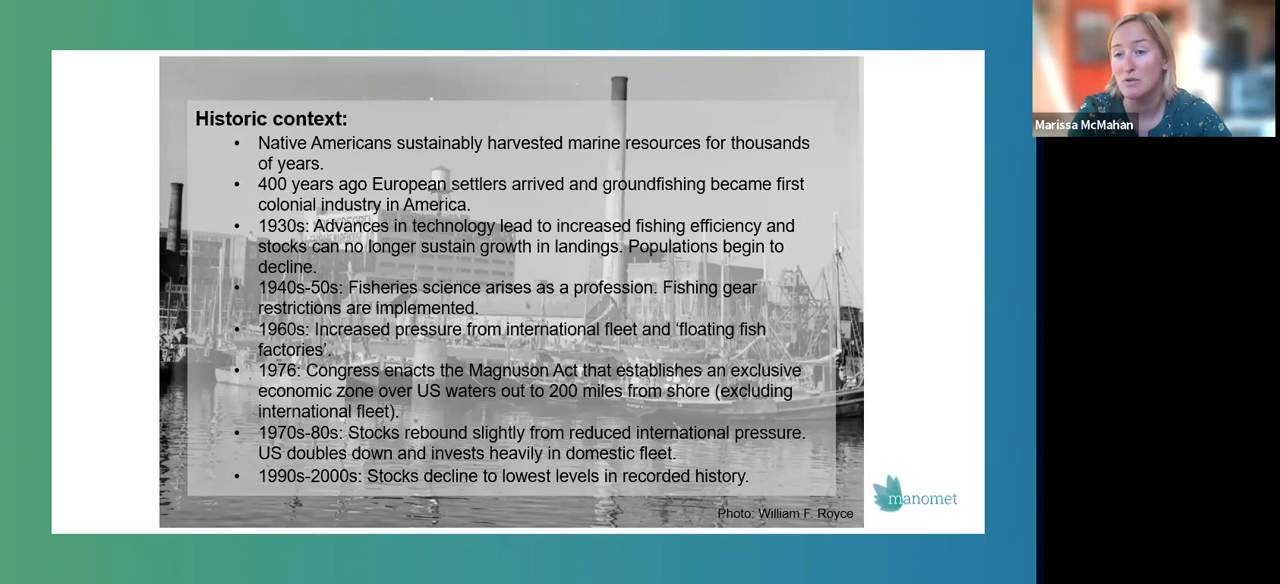 Historic context:
• Native Americans sustainably harvested marine resources for thousands
of years.
• 400 years ago European settlers arrived and groundfishing became first
colonial industry in America.
• 1930s: Advances in technology lead to increased fishing efficiency and
stocks can no longer sustain growth in landings. Populations begin to
decline.
• 1940s-50s: Fisheries science arises as a profession. Fishing gear
restrictions are implemented.
• 1960s: Increased pressure from international fleet and ‘floating fish
factories’.
• 1976: Congress enacts the Magnuson Act that establishes an exclusive
economic zone over US waters out to 200 miles from shore (excluding
international fleet).
• 1970s-80s: Stocks rebound slightly from reduced international pressure.
US doubles down and invests heavily in domestic fleet.
• 1990s-2000s: Stocks decline to lowest levels in recorded history.
Photo: William F. Royce
manomet
Marissa McMahan